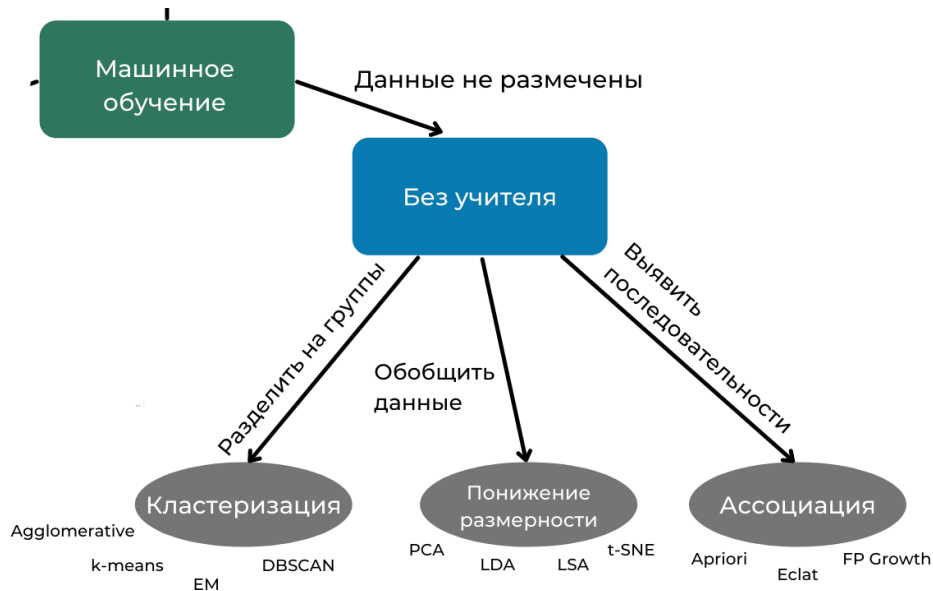 Машинное
обучение
Данные не размечены
Без учителя
Разделить на группы
Обобщить
данные
Выявить
последовательности
Кластеризация
Agglomerative
k-means
EM
DBSCAN
Понижение
размерности
PCA
LDA
LSA
t-SNE
Ассоциация
Apriori
Eclat
FP Growth